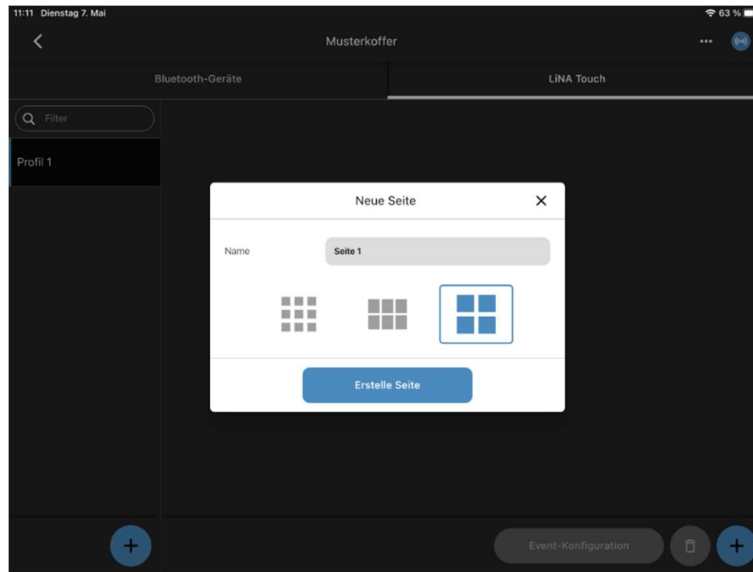 11:11 Dienstag 7. Mai 63 %
Musterkoffer
Bluetooth-Geräte LiNA Touch
Filter
Profil 1
Neue Seite
Name Seite 1
Erstelle Seite
Event-Konfiguration